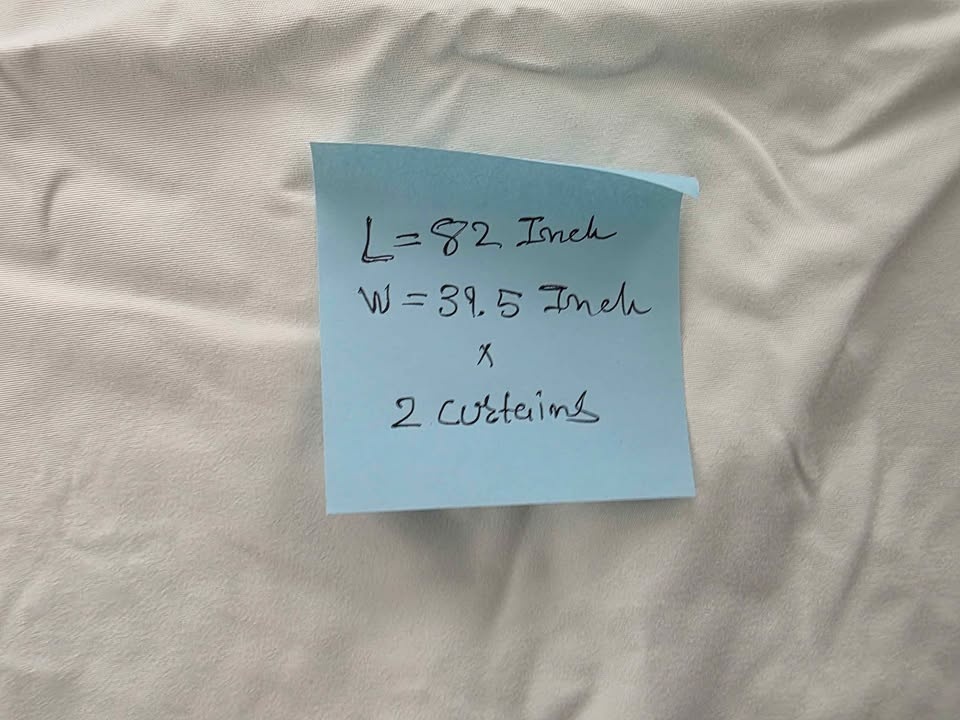 L = 82 Inch
W = 39.5 Inch
x
2 curtains